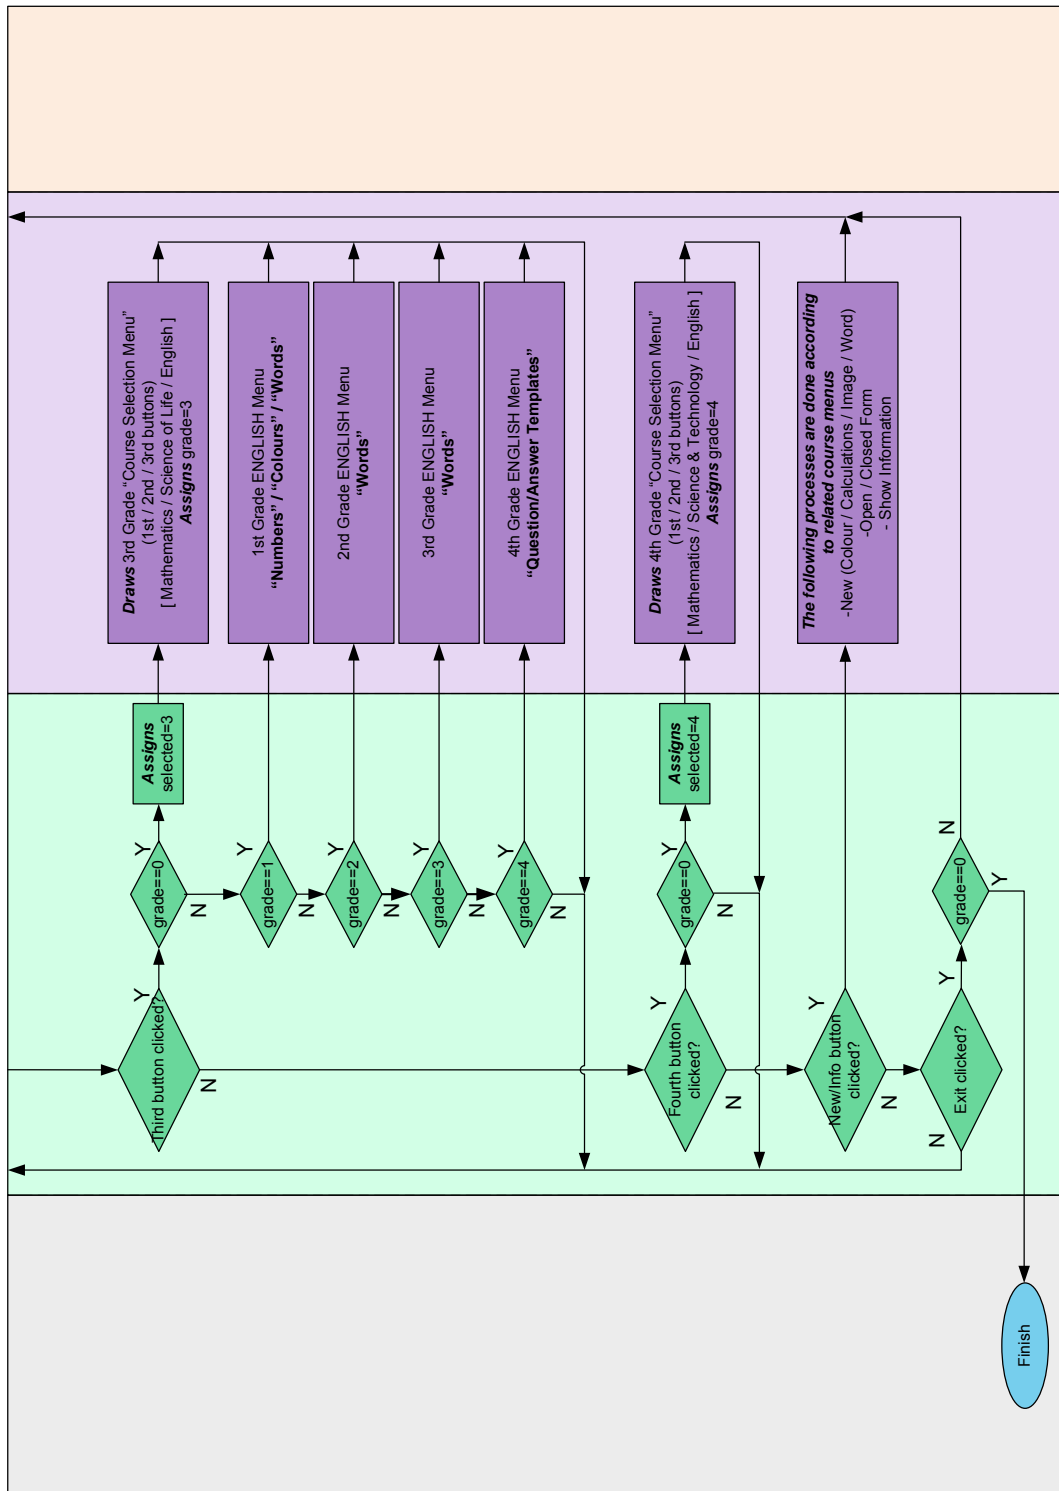 Third button clicked?
Y
N
grade==0
Y
N
Assigns
selected=3
Draws 3rd Grade “Course Selection Menu”
(1st / 2nd / 3rd buttons)
[ Mathematics / Science of Life / English ]
Assigns grade=3
grade==1
Y
N
1st Grade ENGLISH Menu
“Numbers” / “Colours” / “Words”
grade==2
Y
N
2nd Grade ENGLISH Menu
“Words”
grade==3
Y
N
3rd Grade ENGLISH Menu
“Words”
grade==4
Y
N
4th Grade ENGLISH Menu
“Question/Answer Templates”
Fourth button
clicked?
Y
N
grade==0
Y
N
Assigns
selected=4
Draws 4th Grade “Course Selection Menu”
(1st / 2nd / 3rd buttons)
[ Mathematics / Science & Technology / English ]
Assigns grade=4
New/Info button
clicked?
Y
N
The following processes are done according
to related course menus
-New (Colour / Calculations / Image / Word)
-Open / Closed Form
- Show Information
Exit clicked?
Y
N
grade==0
N
Y
Finish